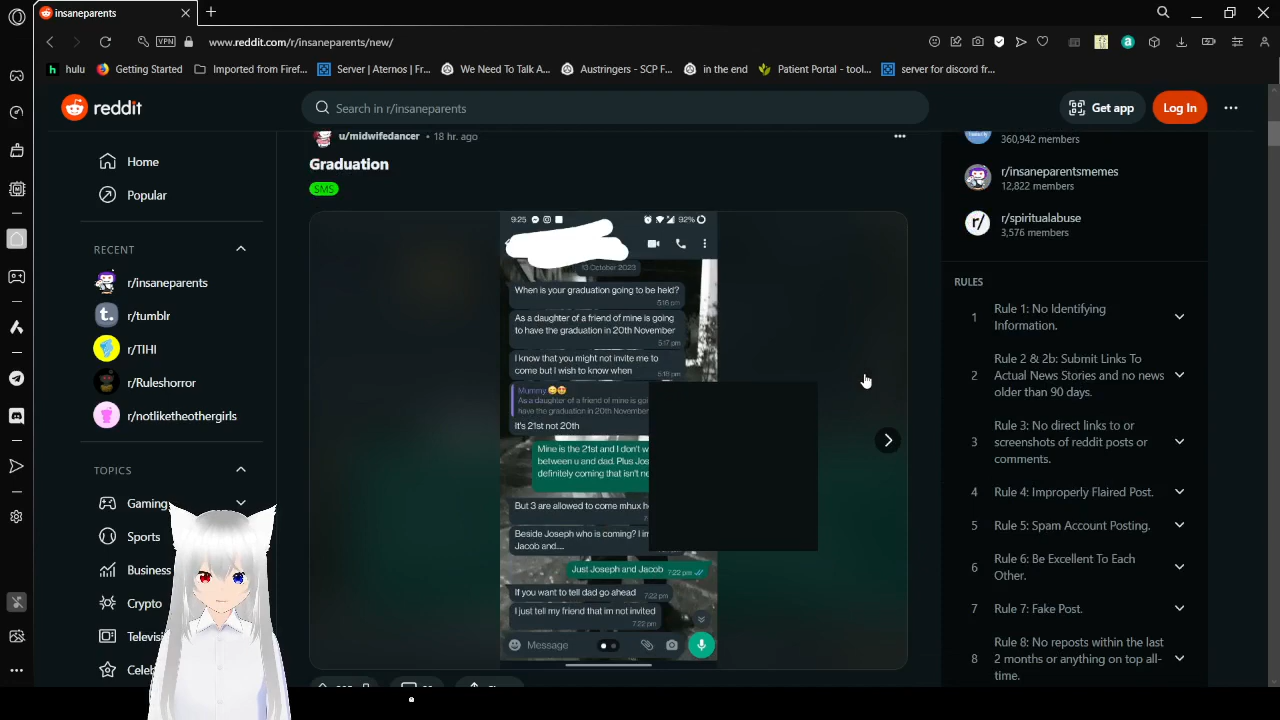 insaneparents
VPN
www.reddit.com/r/insaneparents/new/
hulu
Getting Started
Imported from Firef...
Server | Aternos | Fr...
We Need To Talk A...
Austringers - SCP F...
in the end
Patient Portal - tool...
server for discord fr...
reddit
Search in r/insaneparents
Get app
Log In
Home
Popular
RECENT
r/insaneparents
r/tumblr
r/TIHI
r/Ruleshorror
r/notliketheothergirls
TOPICS
Gaming
Sports
Business
Crypto
Televisi
Celeb
u/midwifedancer • 18 hr. ago
Graduation
SMS
9:25
92%
13 October 2023
When is your graduation going to be held?
5:16 pm
As a daughter of a friend of mine is going
to have the graduation in 20th November
5:17 pm
I know that you might not invite me to
come but I wish to know when
5:18 pm
Mummy
As a daughter of a friend of mine is goi
have the graduation in 20th November
It's 21st not 20th
Mine is the 21st and I don't w
between u and dad. Plus Joe
definitely coming that isn't ne
But 3 are allowed to come mhux h
Beside Joseph who is coming? I im
Jacob and....
Just Joseph and Jacob
7:22 pm
If you want to tell dad go ahead
7:22 pm
I just tell my friend that im not invited
7:22 pm
Message
360,942 members
r/insaneparentsmemes
12,822 members
r/
r/spiritualabuse
3,576 members
RULES
1 Rule 1: No Identifying
Information.
2 Rule 2 & 2b: Submit Links To
Actual News Stories and no news
older than 90 days.
3 Rule 3: No direct links to or
screenshots of reddit posts or
comments.
4 Rule 4: Improperly Flaired Post.
5 Rule 5: Spam Account Posting.
6 Rule 6: Be Excellent To Each
Other.
7 Rule 7: Fake Post.
8 Rule 8: No reposts within the last
2 months or anything on top all-
time.